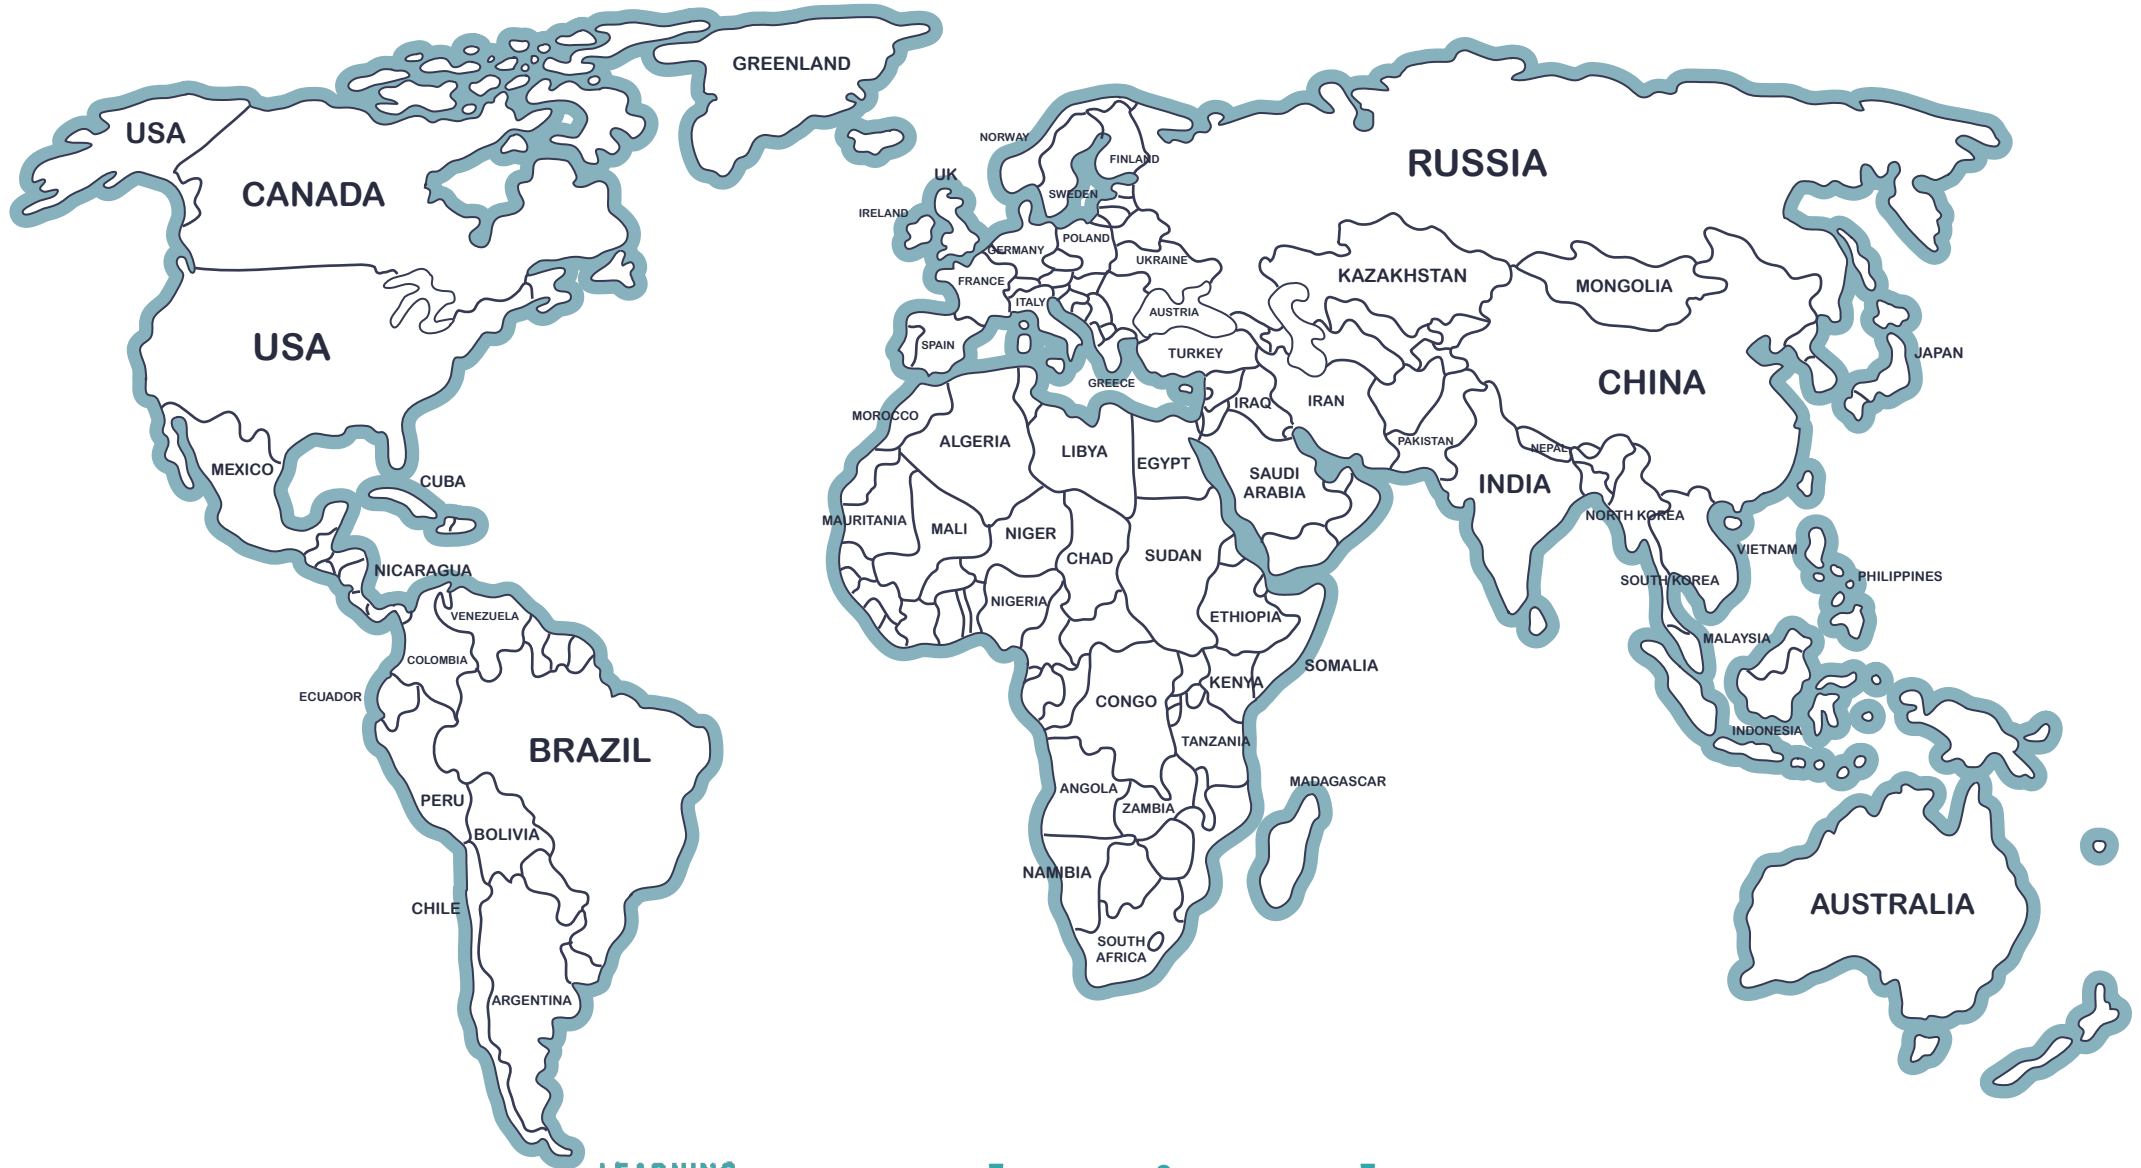 GREENLAND
USA
CANADA
USA
MEXICO
CUBA
NICARAGUA
VENEZUELA
COLOMBIA
ECUADOR
BRAZIL
PERU
BOLIVIA
CHILE
ARGENTINA
NORWAY
FINLAND
SWEDEN
UK
IRELAND
GERMANY
POLAND
UKRAINE
FRANCE
ITALY
AUSTRIA
SPAIN
TURKEY
GREECE
RUSSIA
KAZAKHSTAN
MONGOLIA
CHINA
JAPAN
IRAQ
IRAN
PAKISTAN
NEPAL
INDIA
SAUDI
ARABIA
NORTH KOREA
VIETNAM
SOUTH KOREA
PHILIPPINES
MALAYSIA
INDONESIA
MOROCCO
ALGERIA
LIBYA
EGYPT
MAURITANIA
MALI
NIGER
CHAD
SUDAN
NIGERIA
ETHIOPIA
SOMALIA
KENYA
CONGO
TANZANIA
ANGOLA
ZAMBIA
MADAGASCAR
NAMIBIA
SOUTH
AFRICA
AUSTRALIA
LEARNING